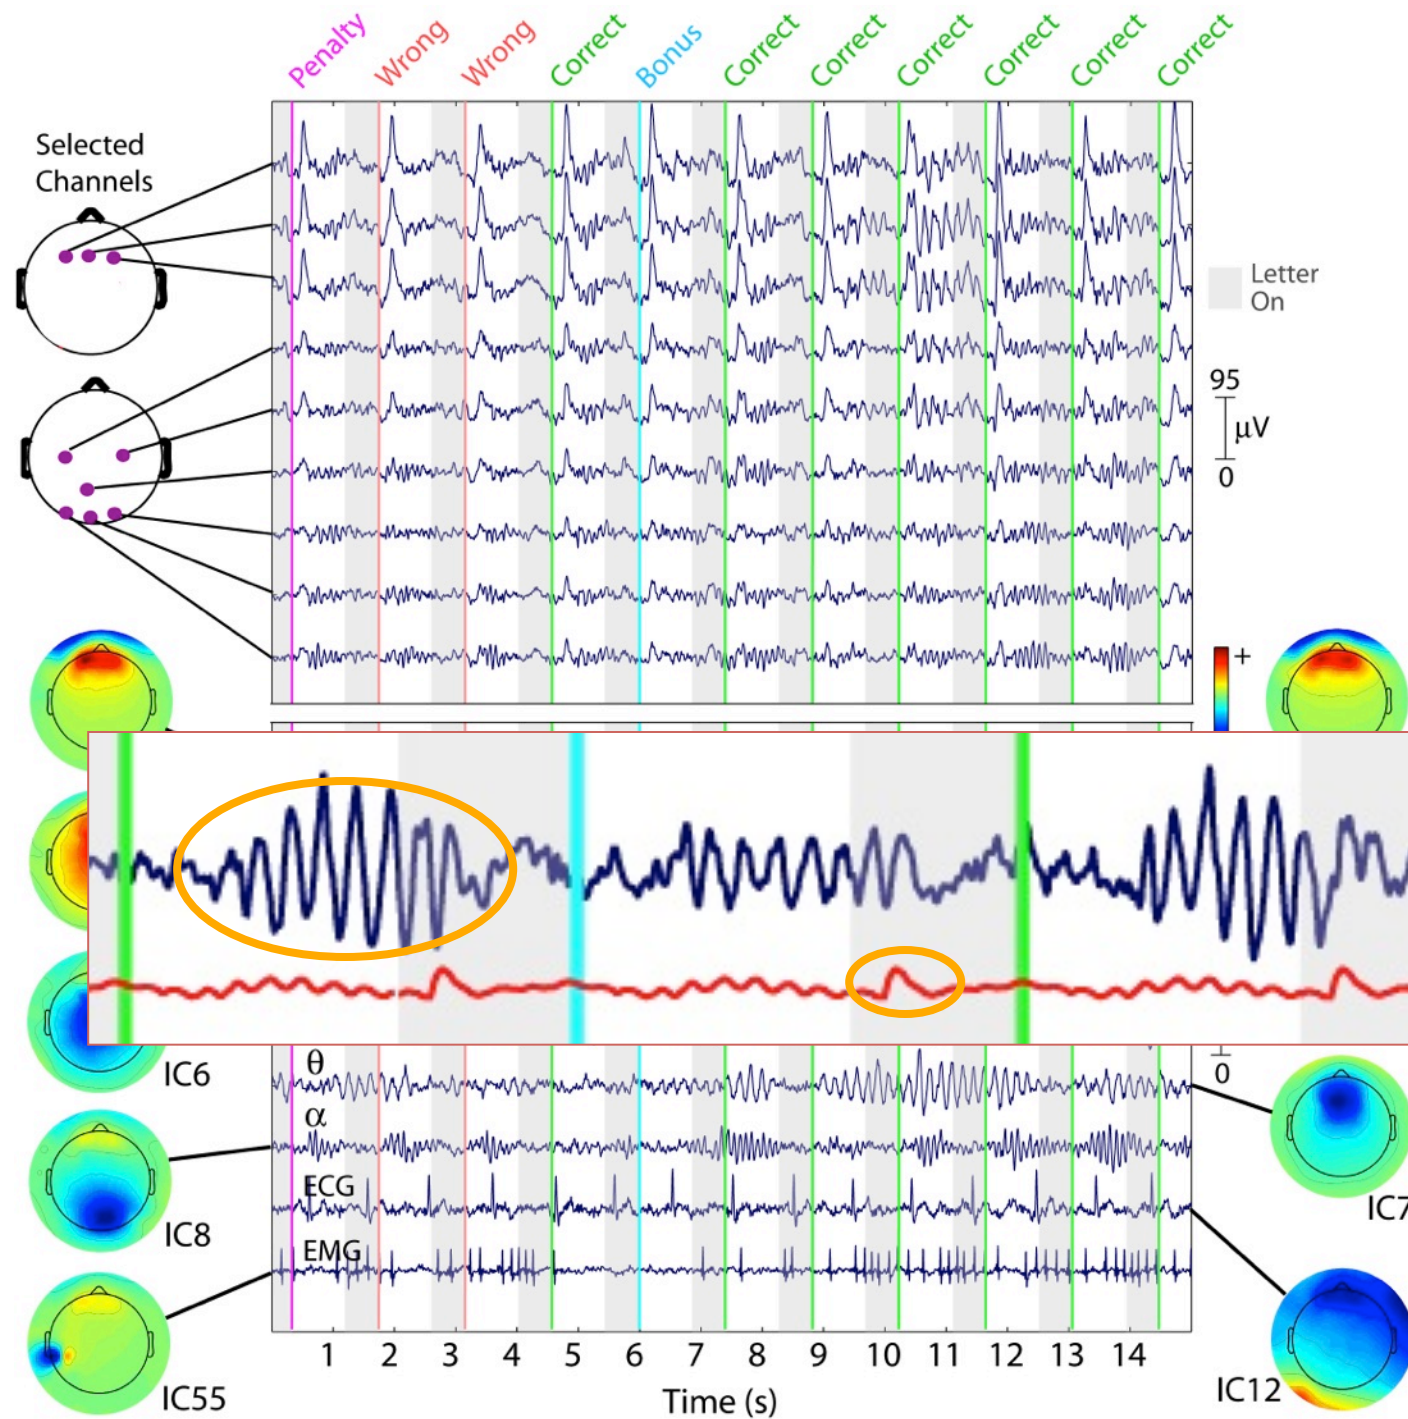 Penalty
Wrong
Wrong
Correct
Bonus
Correct
Correct
Correct
Correct
Correct
Correct
Selected
Channels
Letter
On
95
μV
0
+
0
θ
α
ECG
EMG
IC6
IC8
IC55
IC7
IC12
1 2 3 4 5 6 7 8 9 10 11 12 13 14
Time (s)